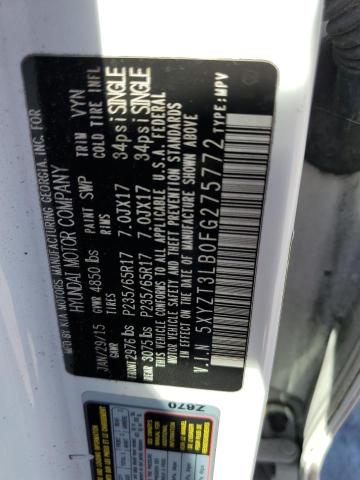 MFD BY KIA MOTORS MANUFACTURING GEORGIA, INC. FOR
HYUNDAI MOTOR COMPANY
JAN/29/15 PAINT SWP TRIM VYN
GVWR 4850 lbs
GAWR TIRE RIMS COLD TIRE INFL
FRONT 2976 lbs P235/65R17 7.0JX17 34psi SINGLE
REAR 3075 lbs P235/65R17 7.0JX17 34psi SINGLE
THIS VEHICLE CONFORMS TO ALL APPLICABLE U.S.A. FEDERAL
MOTOR VEHICLE SAFETY, BUMPER AND THEFT PREVENTION STANDARDS
IN EFFECT ON THE DATE OF MANUFACTURE SHOWN ABOVE.
V.I.N 5XYZT3LB0FG275772
TYPE:MPV
Z670